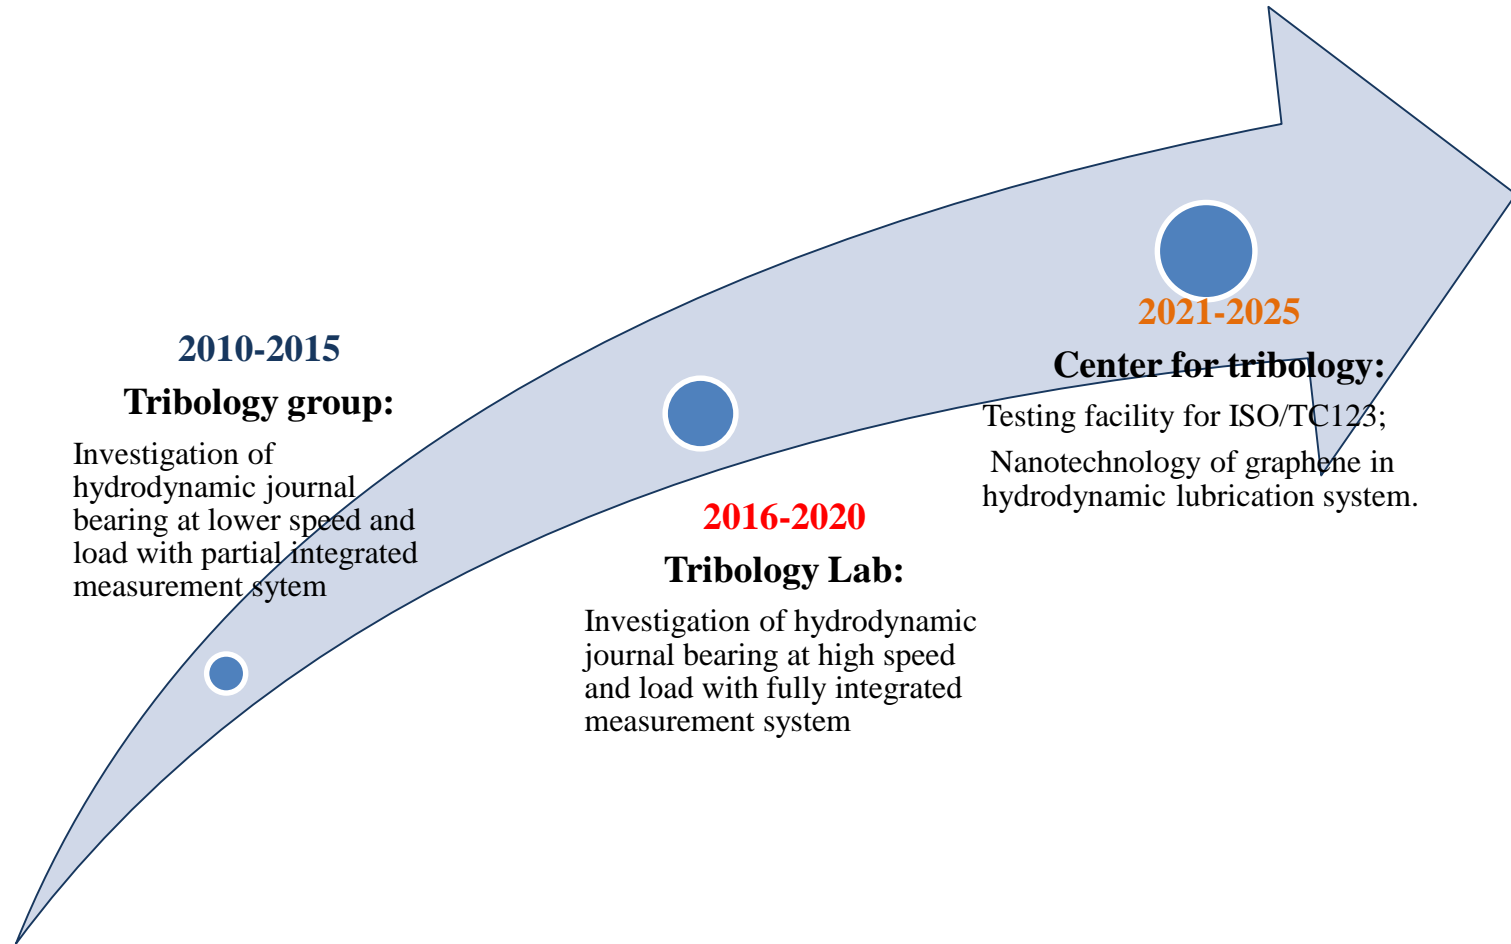 2010-2015
Tribology group:
Investigation of
hydrodynamic journal
bearing at lower speed and
load with partial integrated
measurement sytem
2016-2020
Tribology Lab:
Investigation of hydrodynamic
journal bearing at high speed
and load with fully integrated
measurement system
2021-2025
Center for tribology:
Testing facility for ISO/TC123;
Nanotechnology of graphene in
hydrodynamic lubrication system.